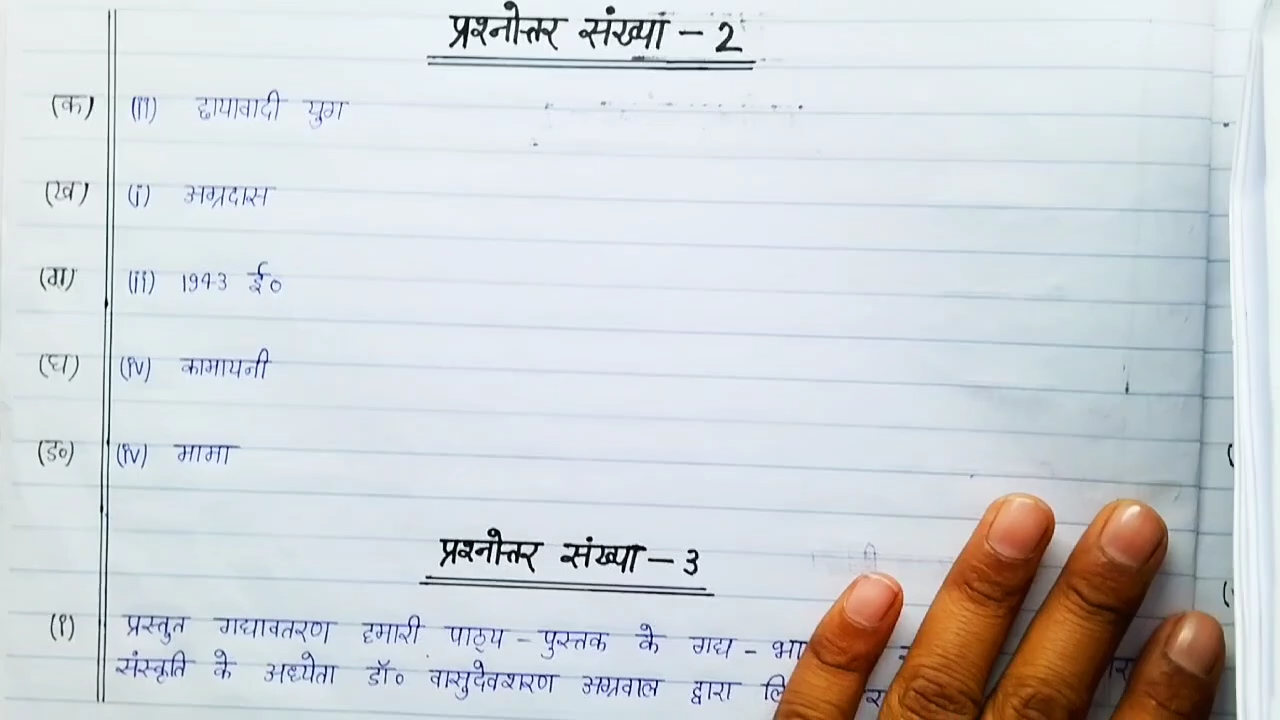 प्रश्नोत्तर संख्या - 2
(क) (ii) छायावादी युग
(ख) (i) अग्रदास
(ग) (ii) 1943 ई०
(घ) (iv) कामायनी
(ड०) (iv) मामा
प्रश्नोत्तर संख्या - 3
(i) प्रस्तुत गद्यावतरण हमारी पाठ्य - पुस्तक के गद्य -
संस्कृति के अध्येता डॉ० वासुदेवशरण अग्रवाल द्वारा